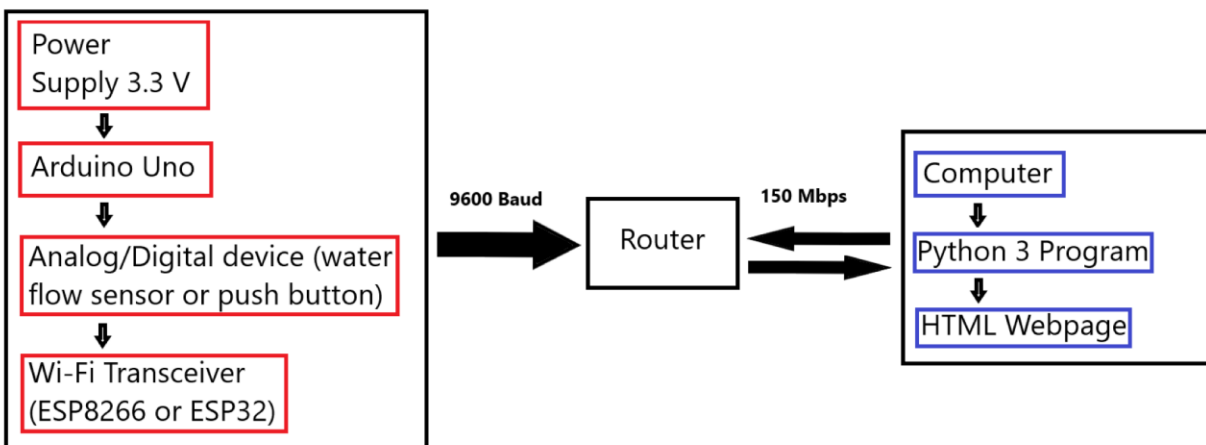 Power
Supply 3.3 V
Arduino Uno
Analog/Digital device (water
flow sensor or push button)
Wi-Fi Transceiver
(ESP8266 or ESP32)
9600 Baud
Router
150 Mbps
Computer
Python 3 Program
HTML Webpage